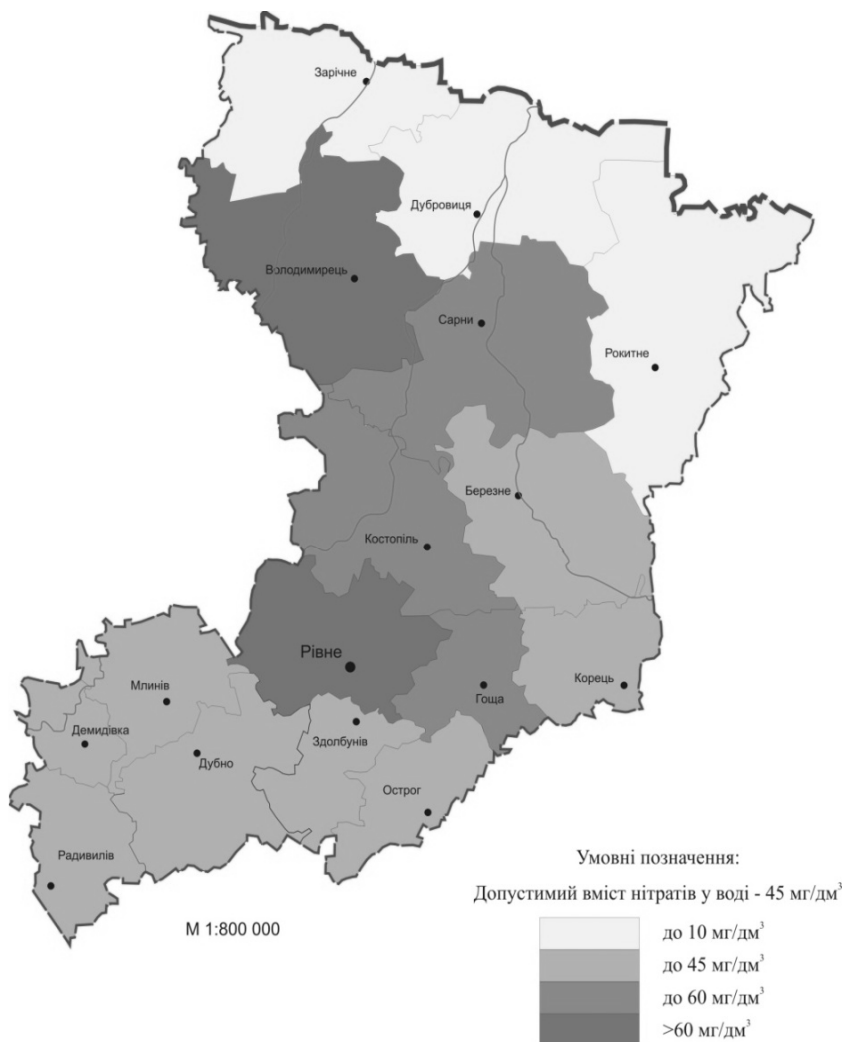 Зарічне
Дубровиця
Володимирець
Сарни
Рокитне
Березне
Костопіль
Рівне
Гоща
Корець
Млинів
Демидівка
Здолбунів
Дубно
Острог
Радивилів
М 1:800 000
Умовні позначення:
Допустимий вміст нітратів у воді - 45 мг/дм³
до 10 мг/дм³
до 45 мг/дм³
до 60 мг/дм³
>60 мг/дм³